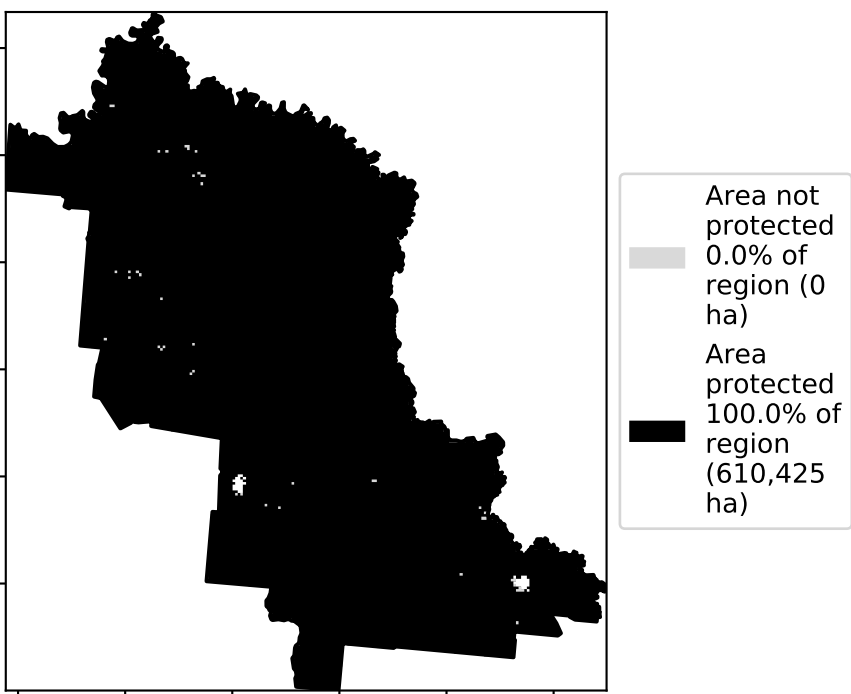 Area not
protected
0.0% of
region (0
ha)
Area
protected
100.0% of
region
(610,425
ha)